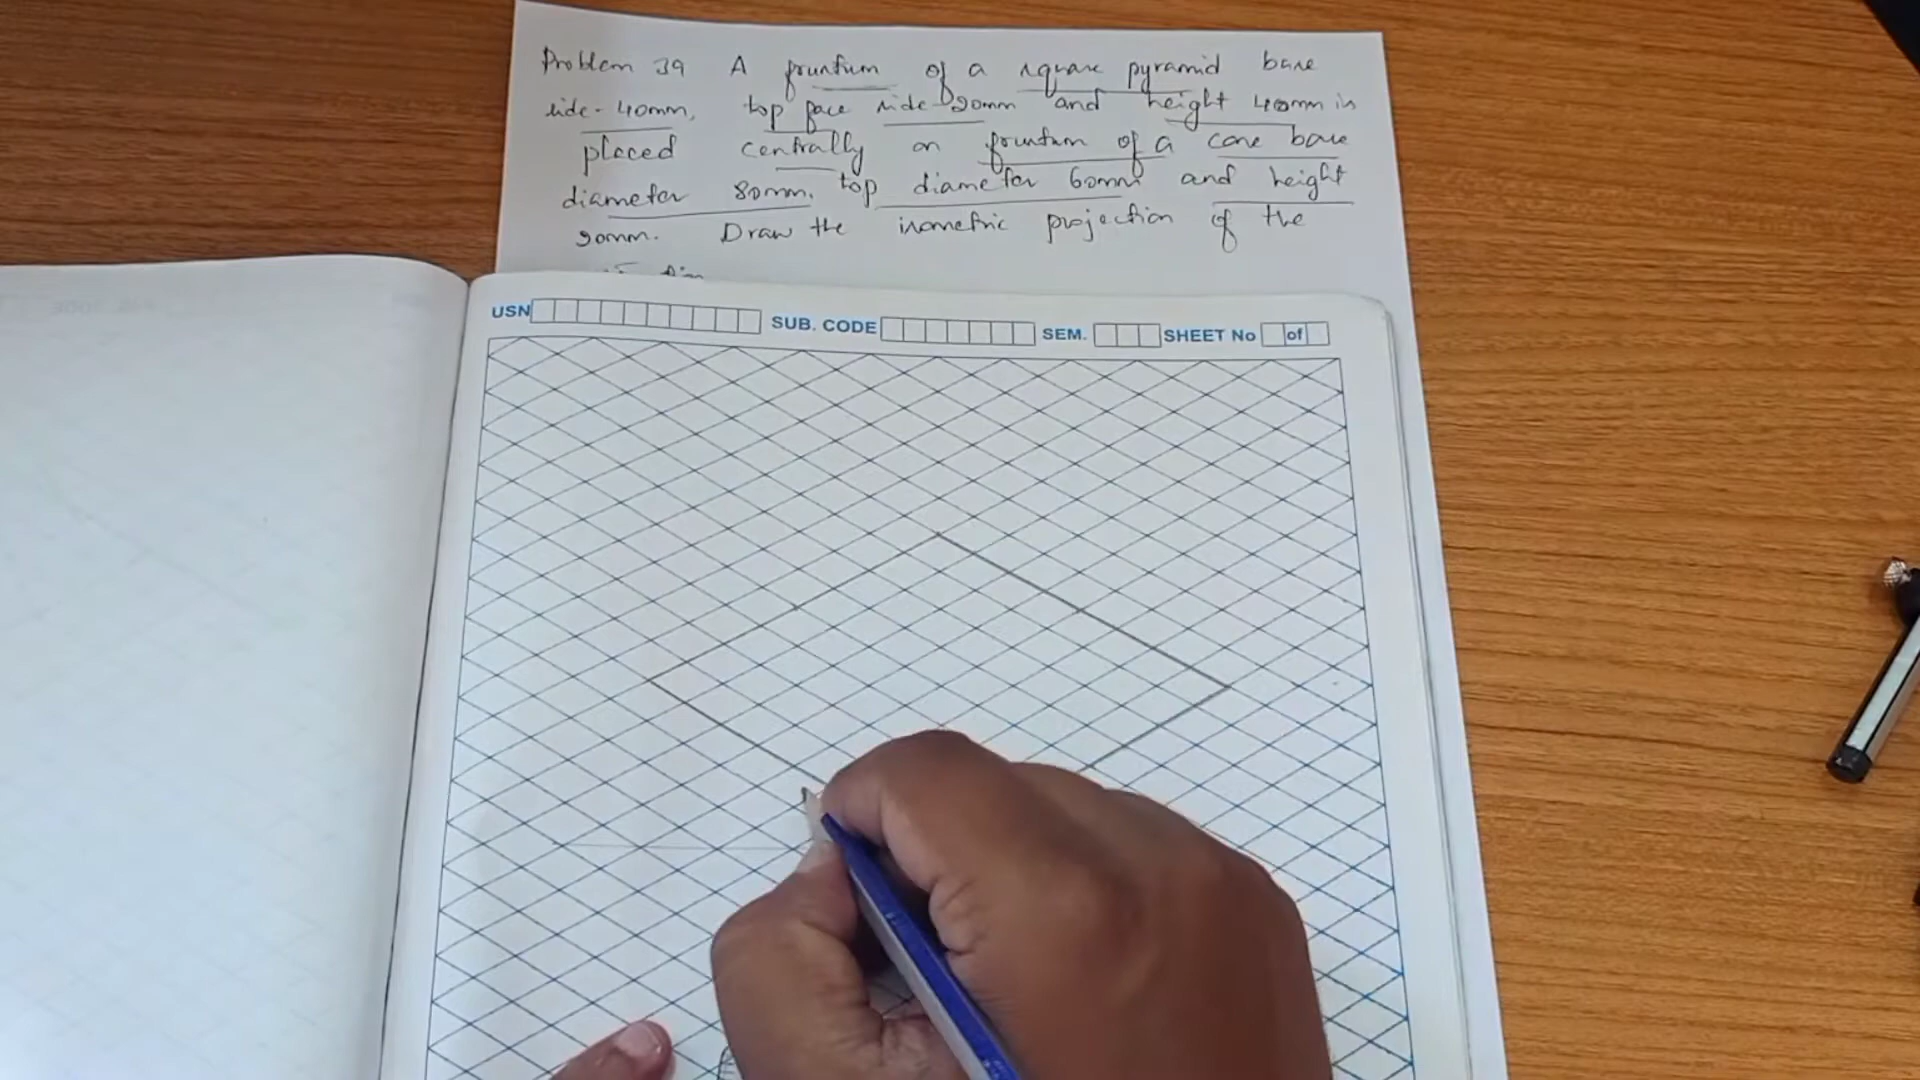 Problem 39 A frustum of a square pyramid base
side-40mm, top face side 20mm and height 40mm is
placed centrally on frustum of a cone base
diameter 80mm. top diameter 60mm and height
20mm. Draw the isometric projection of the
USN SUB. CODE SEM. SHEET No of